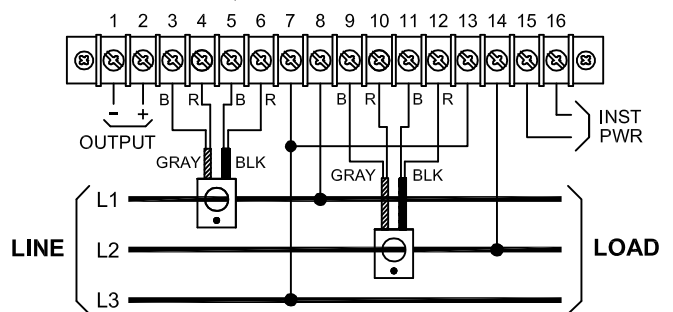 1 2 3 4 5 6 7 8 9 10 11 12 13 14 15 16
B R B R B R B R
- +
OUTPUT
INST
PWR
GRAY BLK GRAY BLK
L1
LINE L2 LOAD
L3